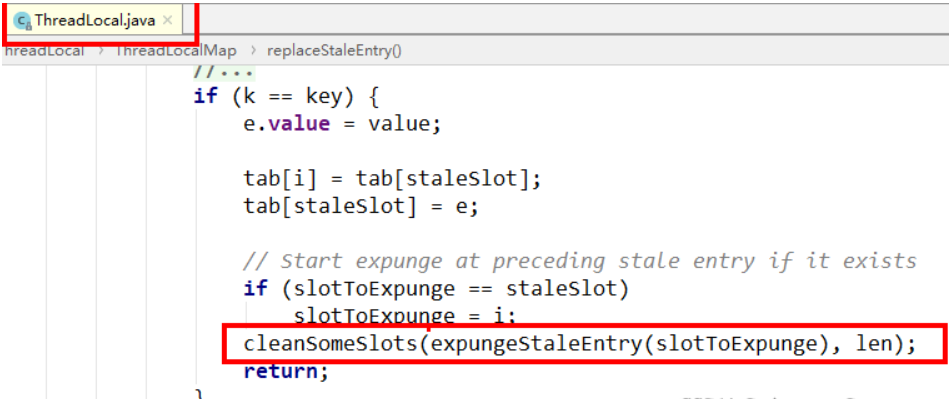 ThreadLocal.java ×
hreadLocal > ThreadLocalMap > replaceStaleEntry()
//...
if (k == key) {
e.value = value;
tab[i] = tab[staleSlot];
tab[staleSlot] = e;
// Start expunge at preceding stale entry if it exists
if (slotToExpunge == staleSlot)
slotToExpunge = i;
cleanSomeSlots(expungeStaleEntry(slotToExpunge), len);
return;
}